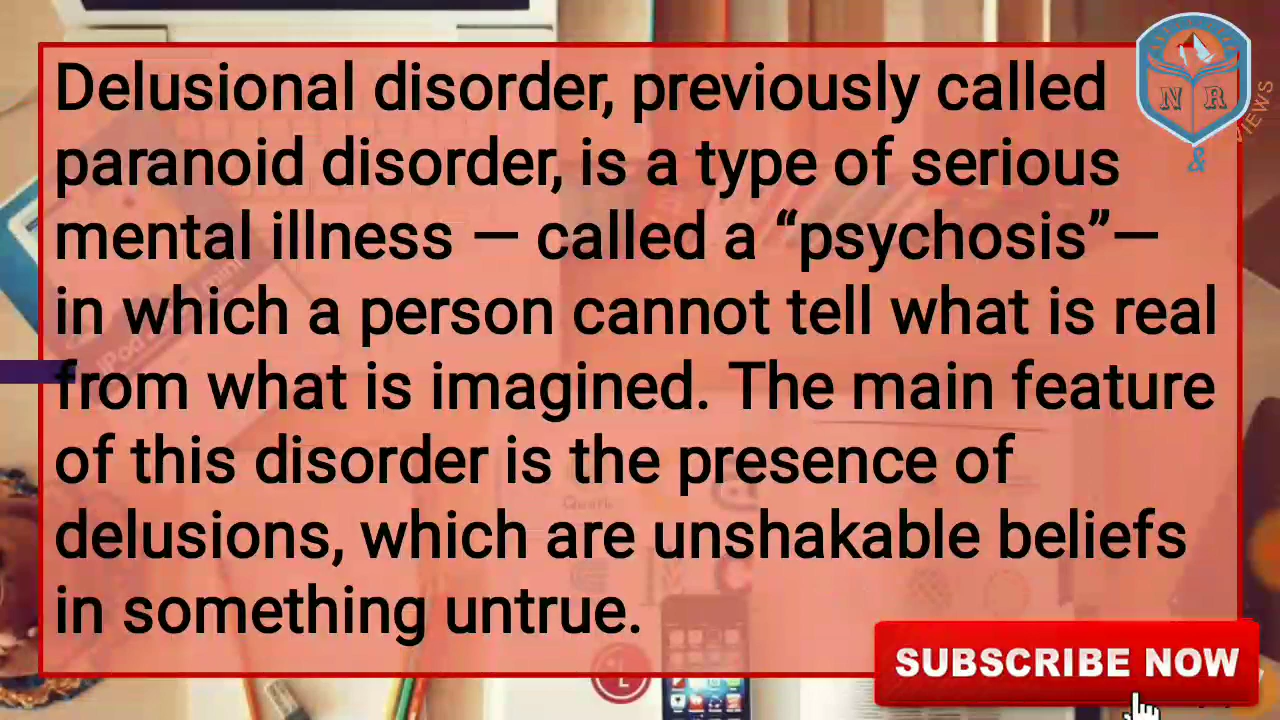 Delusional disorder, previously called
paranoid disorder, is a type of serious
mental illness — called a “psychosis”—
in which a person cannot tell what is real
from what is imagined. The main feature
of this disorder is the presence of
delusions, which are unshakable beliefs
in something untrue.
N R
&
VIEWS
SUBSCRIBE NOW